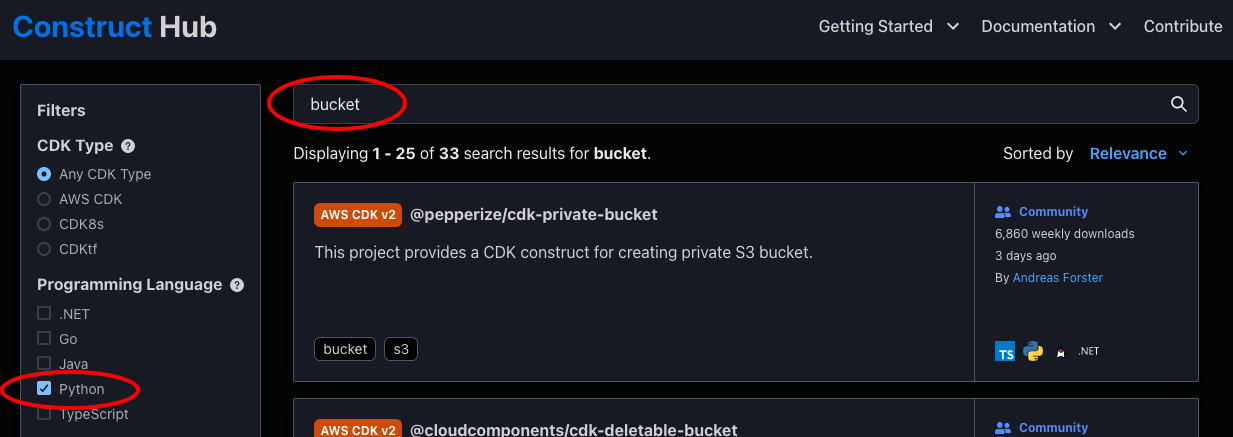 Construct Hub
Getting Started Documentation Contribute
Filters
CDK Type ?
Any CDK Type
AWS CDK
CDK8s
CDKtf
Programming Language ?
.NET
Go
Java
Python
TypeScript
bucket
Displaying 1 - 25 of 33 search results for bucket.
Sorted by Relevance
AWS CDK v2 @pepperize/cdk-private-bucket
This project provides a CDK construct for creating private S3 bucket.
bucket s3
Community
6,860 weekly downloads
3 days ago
By Andreas Forster
TS .NET
AWS CDK v2 @cloudcomponents/cdk-deletable-bucket
Community